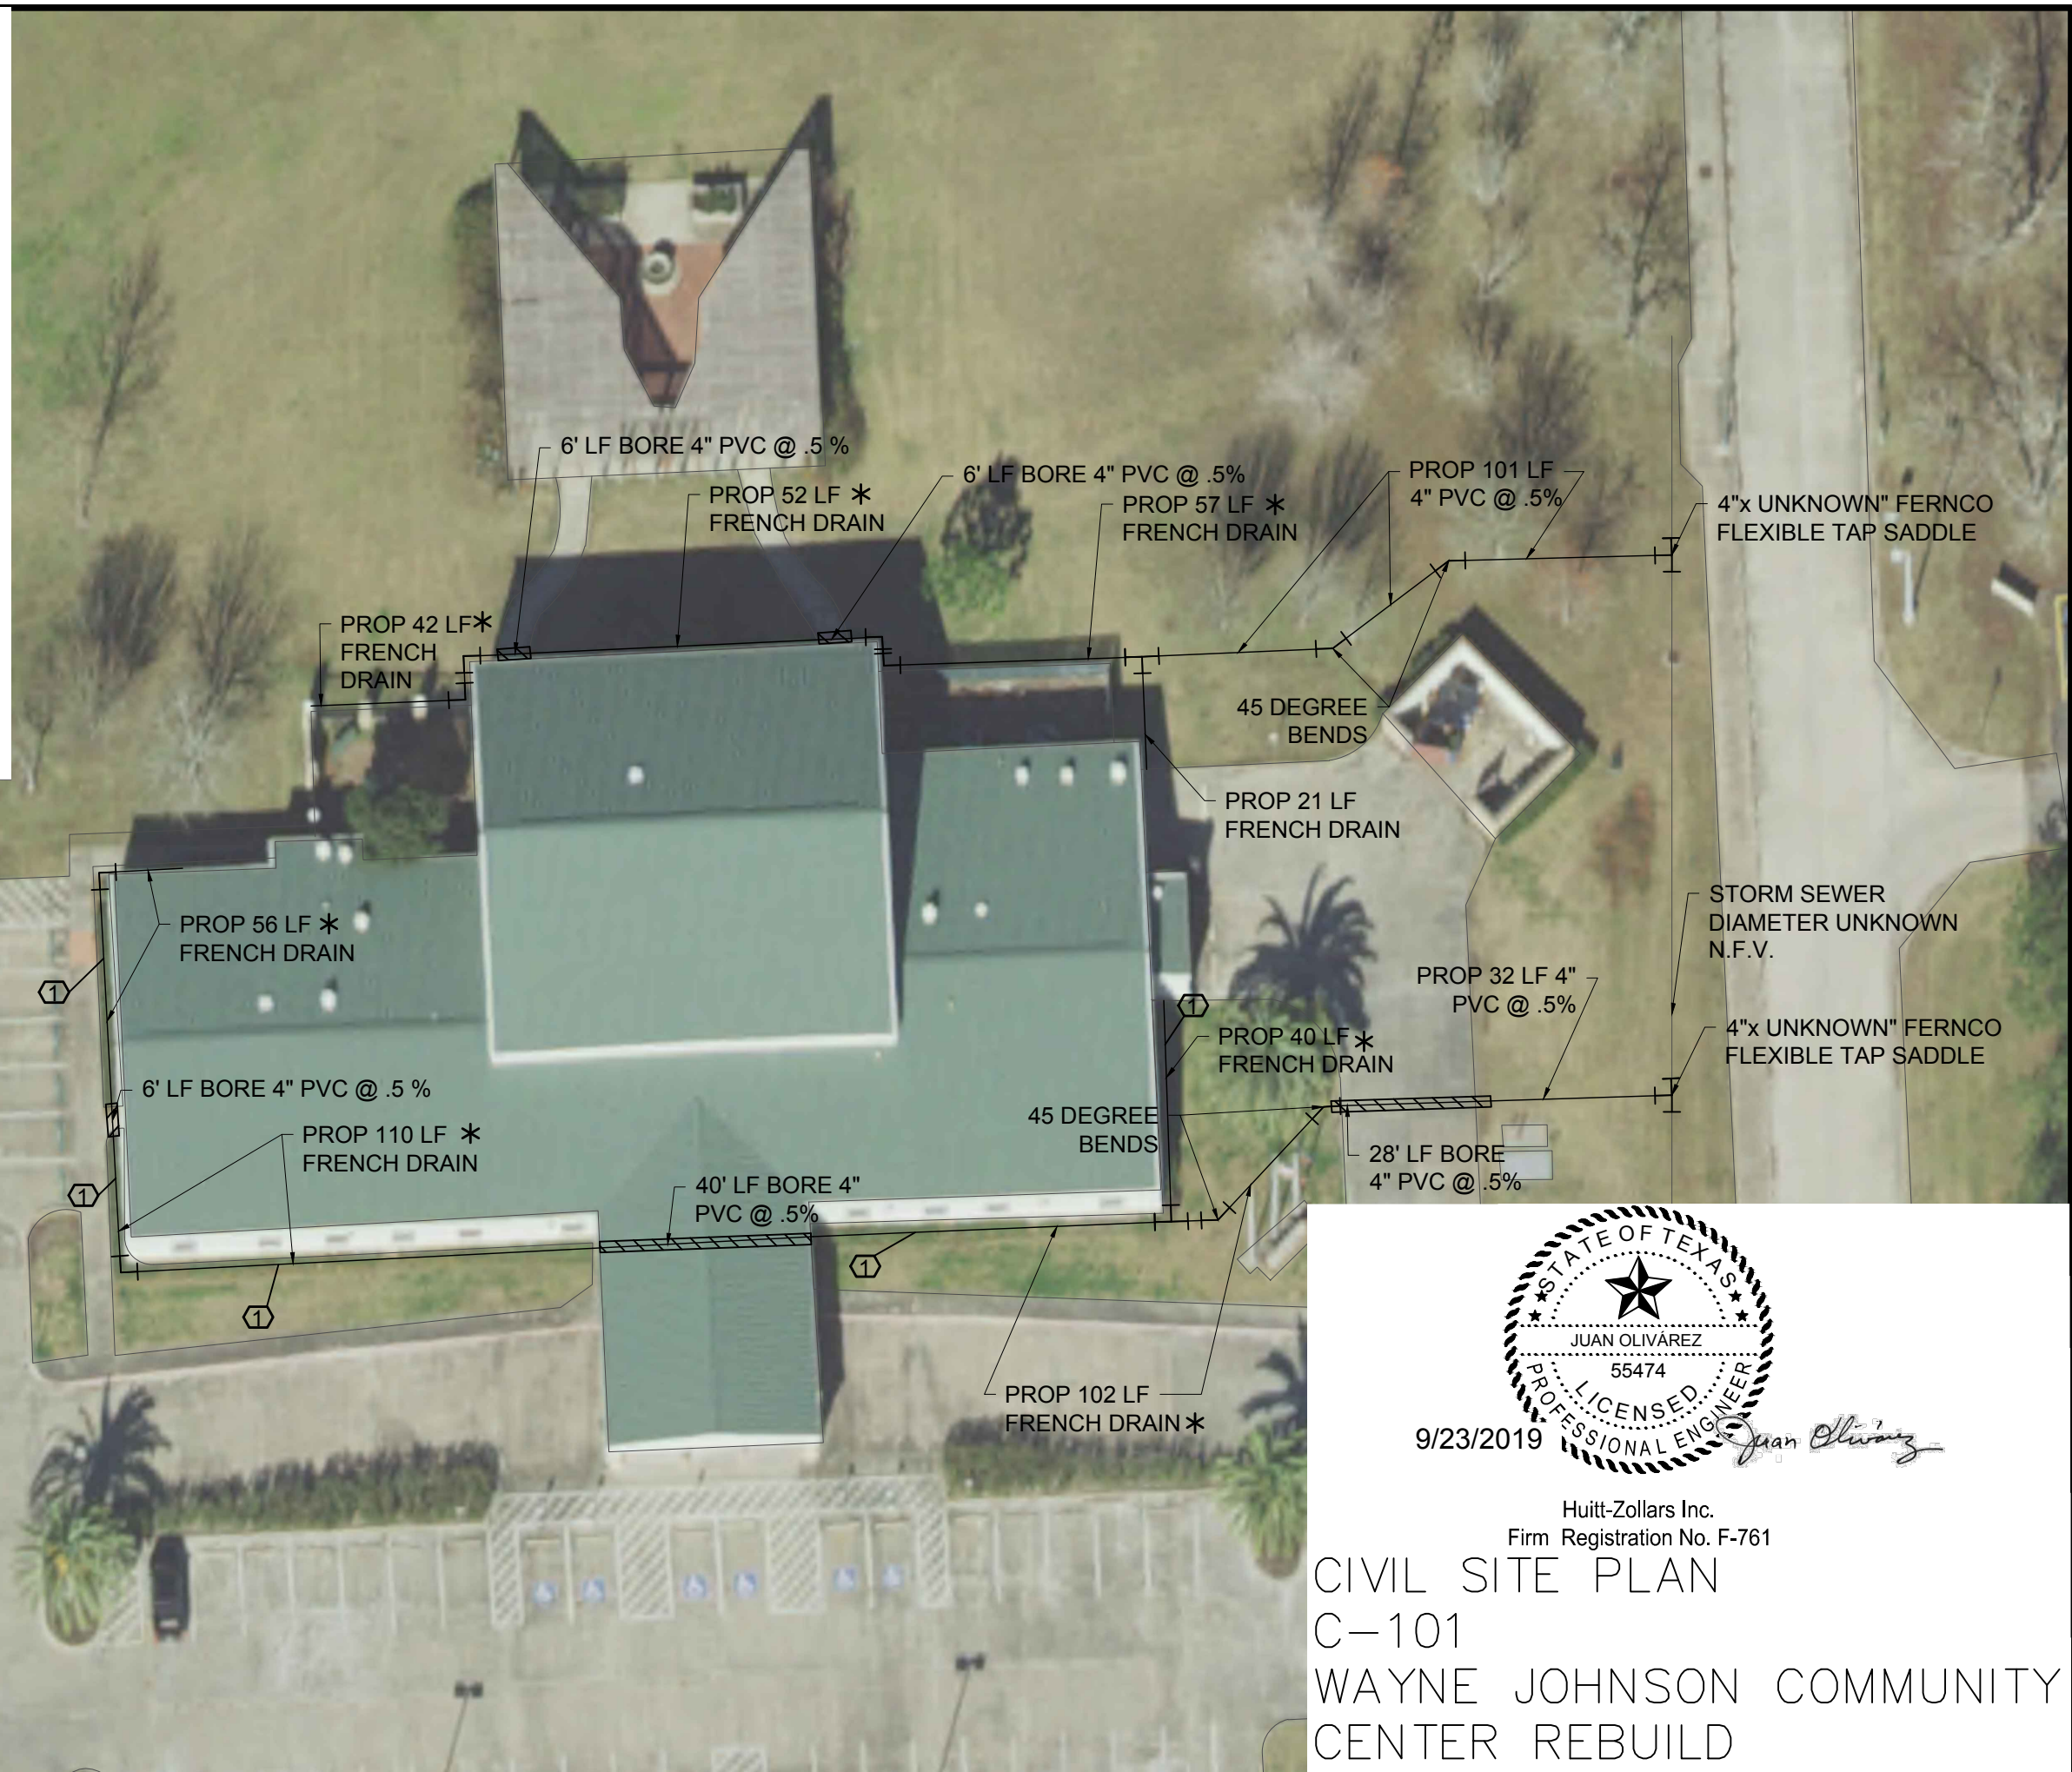 6' LF BORE 4" PVC @ .5 %
6' LF BORE 4" PVC @ .5%
PROP 101 LF
4" PVC @ .5%
PROP 52 LF *
FRENCH DRAIN
PROP 57 LF *
FRENCH DRAIN
4"x UNKNOWN" FERNCO
FLEXIBLE TAP SADDLE
PROP 42 LF*
FRENCH
DRAIN
45 DEGREE
BENDS
PROP 21 LF
FRENCH DRAIN
PROP 56 LF *
FRENCH DRAIN
STORM SEWER
DIAMETER UNKNOWN
N.F.V.
1
PROP 32 LF 4"
PVC @ .5%
1
PROP 40 LF *
FRENCH DRAIN
4"x UNKNOWN" FERNCO
FLEXIBLE TAP SADDLE
6' LF BORE 4" PVC @ .5 %
45 DEGREE
BENDS
PROP 110 LF *
FRENCH DRAIN
28' LF BORE
4" PVC @ .5%
1
40' LF BORE 4"
PVC @ .5%
1
1
PROP 102 LF
FRENCH DRAIN *
STATE OF TEXAS
JUAN OLIVÁREZ
55474
LICENSED
PROFESSIONAL ENGINEER
9/23/2019
Juan Olivárez
Huitt-Zollars Inc.
Firm Registration No. F-761
CIVIL SITE PLAN
C-101
WAYNE JOHNSON COMMUNITY
CENTER REBUILD